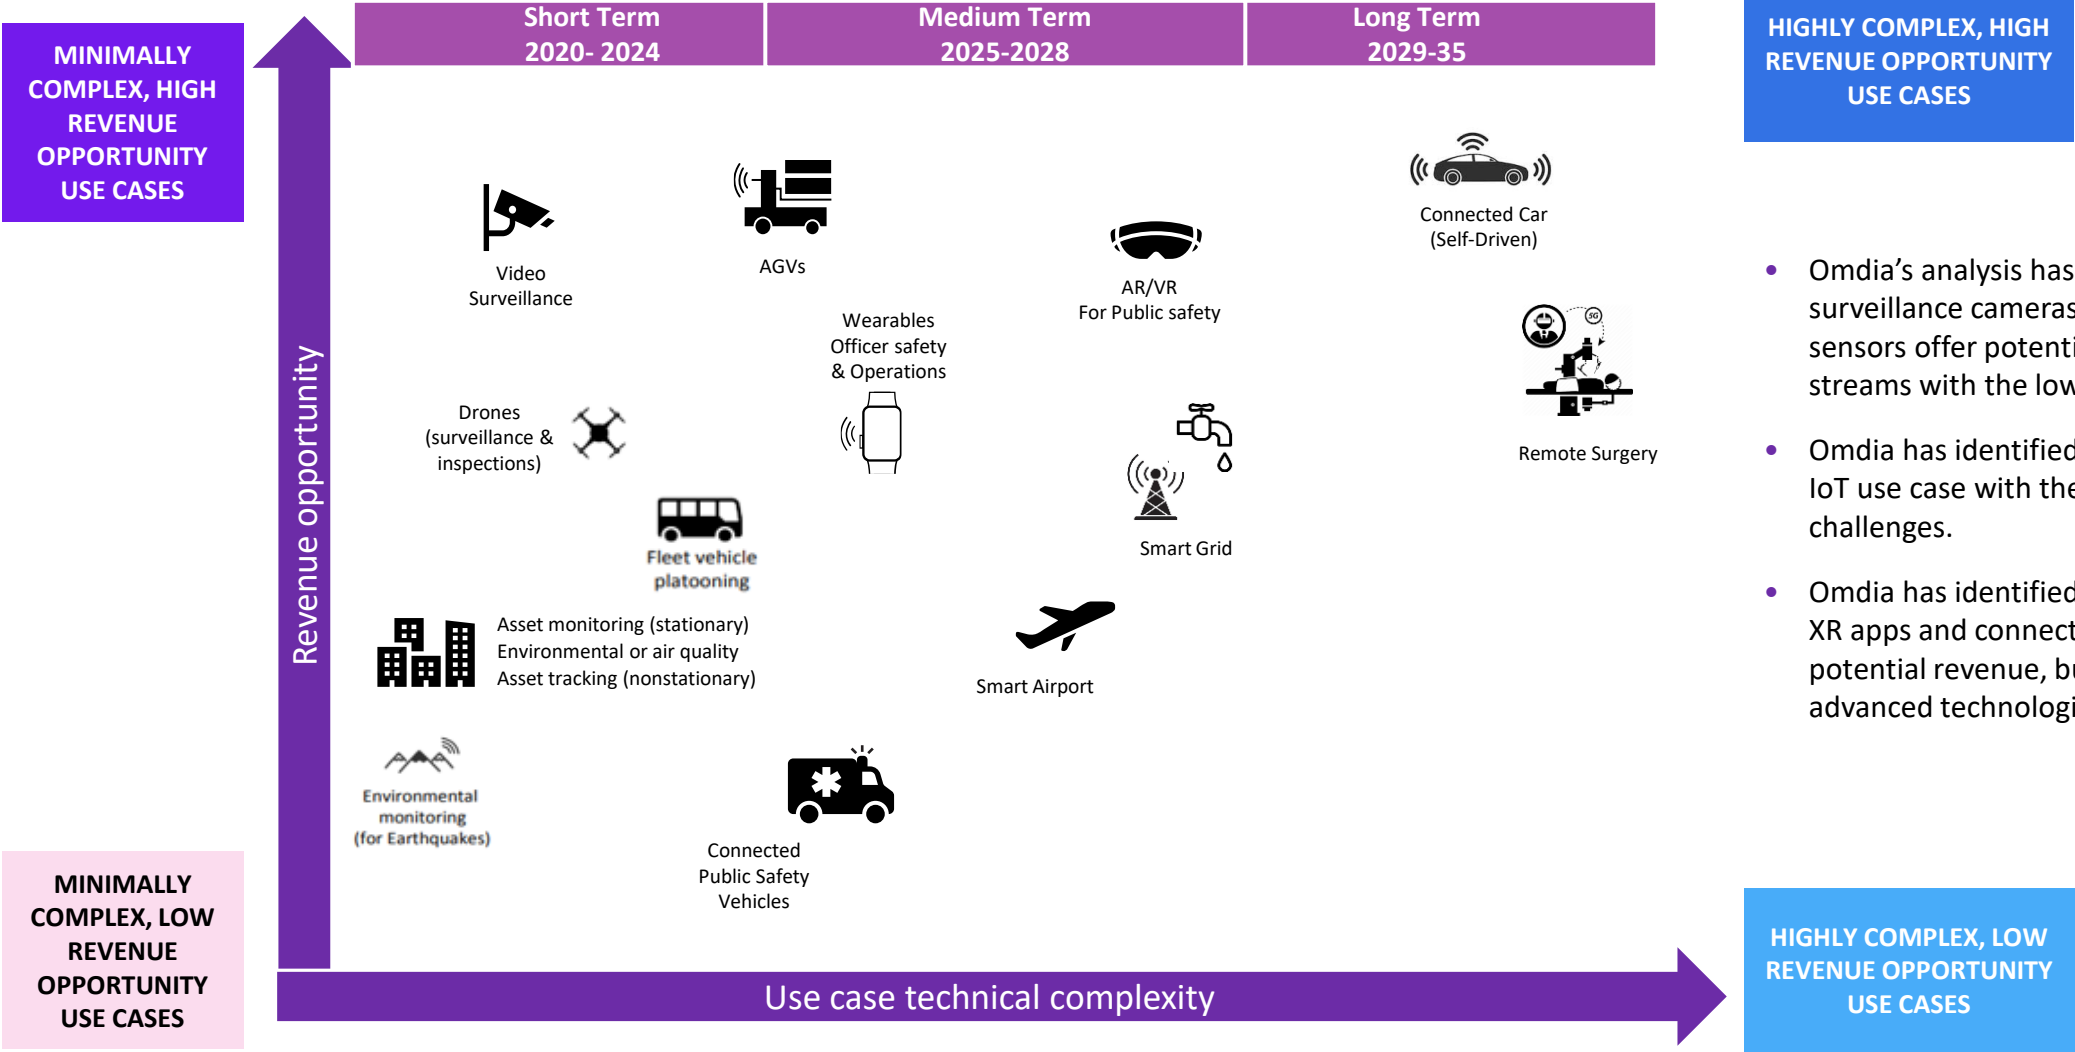 Short Term
2020- 2024
Medium Term
2025-2028
Long Term
2029-35
MINIMALLY
COMPLEX, HIGH
REVENUE
OPPORTUNITY
USE CASES
HIGHLY COMPLEX, HIGH
REVENUE OPPORTUNITY
USE CASES
Revenue opportunity
Video
Surveillance
AGVs
AR/VR
For Public safety
Connected Car
(Self-Driven)
Wearables
Officer safety
& Operations
5G
Remote Surgery
Drones
(surveillance &
inspections)
Fleet vehicle
platooning
Smart Grid
Asset monitoring (stationary)
Environmental or air quality
Asset tracking (nonstationary)
Smart Airport
Environmental
monitoring
(for Earthquakes)
Connected
Public Safety
Vehicles
• Omdia’s analysis has
surveillance cameras
sensors offer potenti
streams with the low
• Omdia has identified
IoT use case with the
challenges.
• Omdia has identified
XR apps and connect
potential revenue, bu
advanced technologi
MINIMALLY
COMPLEX, LOW
REVENUE
OPPORTUNITY
USE CASES
Use case technical complexity
HIGHLY COMPLEX, LOW
REVENUE OPPORTUNITY
USE CASES